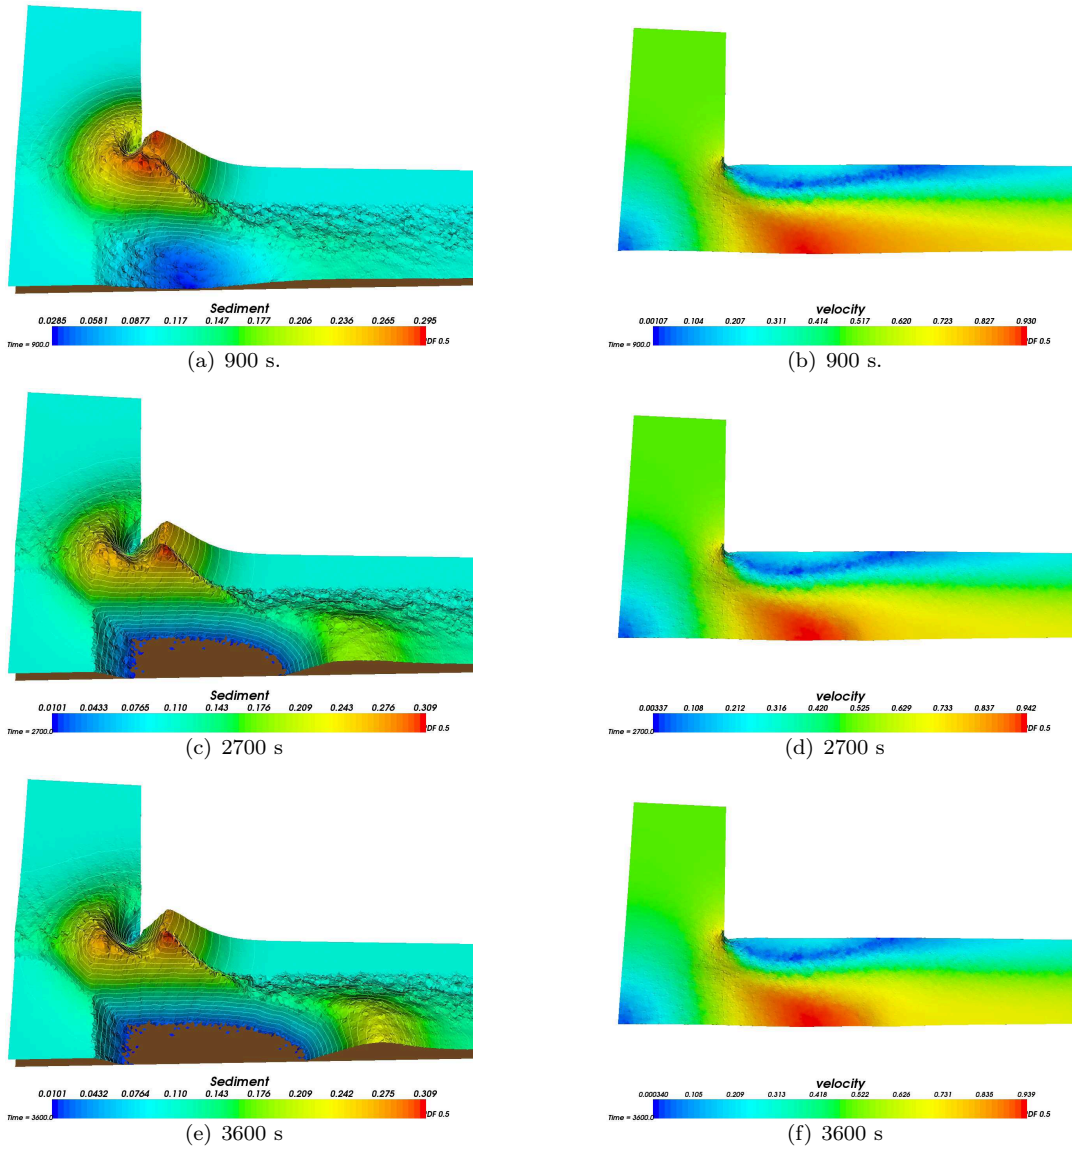 Sediment
0.0285 0.0581 0.0877 0.117 0.147 0.177 0.206 0.236 0.265 0.295
Time = 900.0 PDF 0.5
(a) 900 s.
velocity
0.00107 0.104 0.207 0.311 0.414 0.517 0.620 0.723 0.827 0.930
Time = 900.0 PDF 0.5
(b) 900 s.
Sediment
0.0101 0.0433 0.0765 0.110 0.143 0.176 0.209 0.243 0.276 0.309
Time = 2700.0 PDF 0.5
(c) 2700 s
velocity
0.00337 0.108 0.212 0.316 0.420 0.525 0.629 0.733 0.837 0.942
Time = 2700.0 PDF 0.5
(d) 2700 s
Sediment
0.0101 0.0432 0.0764 0.110 0.143 0.176 0.209 0.242 0.275 0.309
Time = 3600.0 PDF 0.5
(e) 3600 s
velocity
0.000340 0.105 0.209 0.313 0.418 0.522 0.626 0.731 0.835 0.939
Time = 3600.0 PDF 0.5
(f) 3600 s